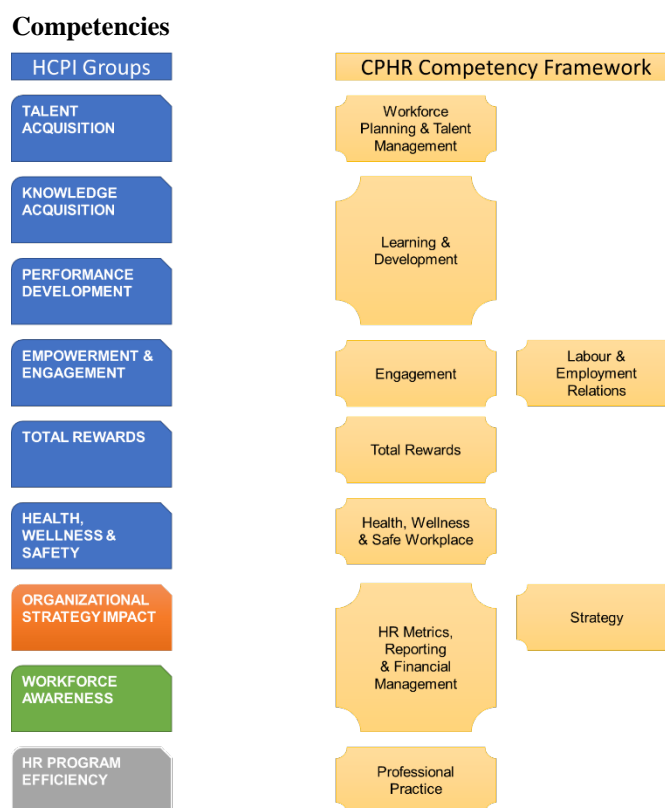 Competencies
HCPI Groups
CPHR Competency Framework
TALENT
ACQUISITION
Workforce
Planning & Talent
Management
KNOWLEDGE
ACQUISITION
Learning &
Development
PERFORMANCE
DEVELOPMENT
EMPOWERMENT &
ENGAGEMENT
Engagement
Labour &
Employment
Relations
TOTAL REWARDS
Total Rewards
HEALTH,
WELLNESS &
SAFETY
Health, Wellness
& Safe Workplace
ORGANIZATIONAL
STRATEGY IMPACT
HR Metrics,
Reporting
& Financial
Management
Strategy
WORKFORCE
AWARENESS
HR PROGRAM
EFFICIENCY
Professional
Practice